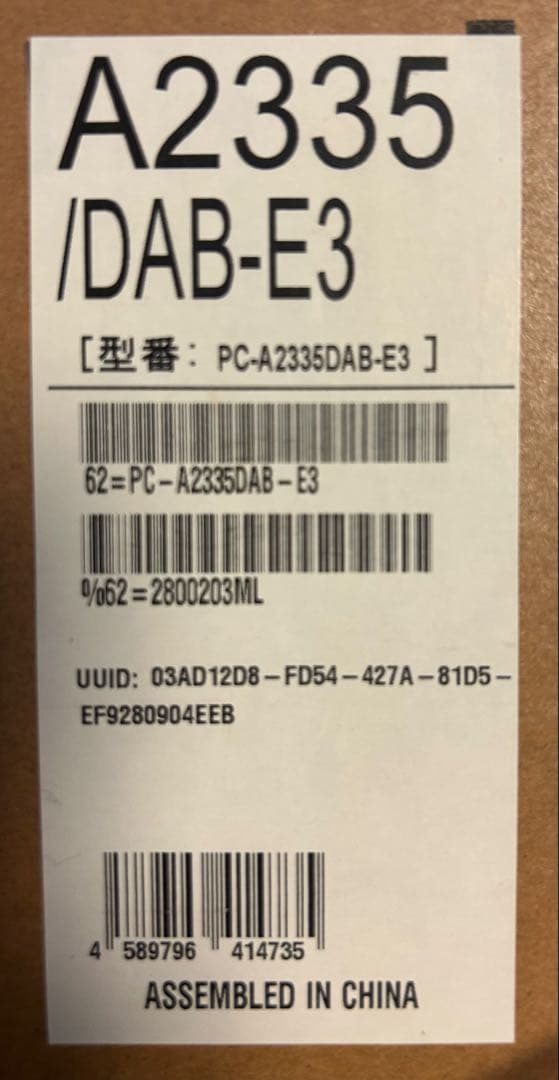 A2335
/DAB-E3
[型番: PC-A2335DAB-E3]
62=PC-A2335DAB-E3
%62=2800203ML
UUID: 03AD12D8-FD54-427A-81D5-
EF9280904EEB
4 589796 414735
ASSEMBLED IN CHINA